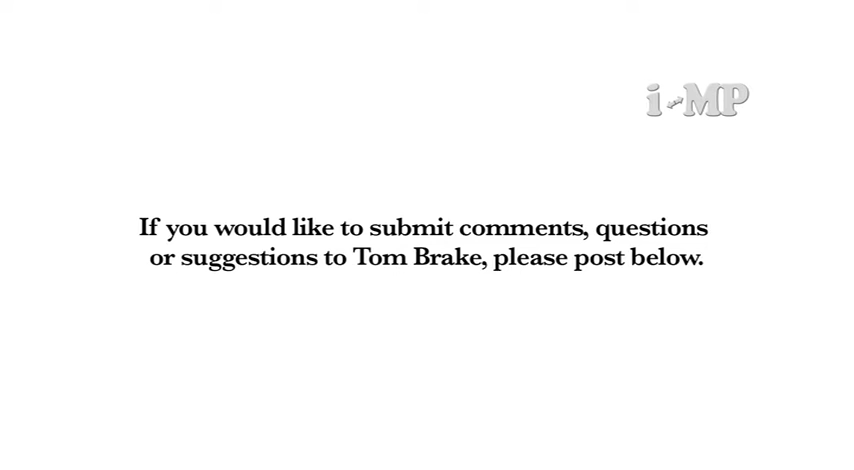 i MP
If you would like to submit comments, questions
or suggestions to Tom Brake, please post below.